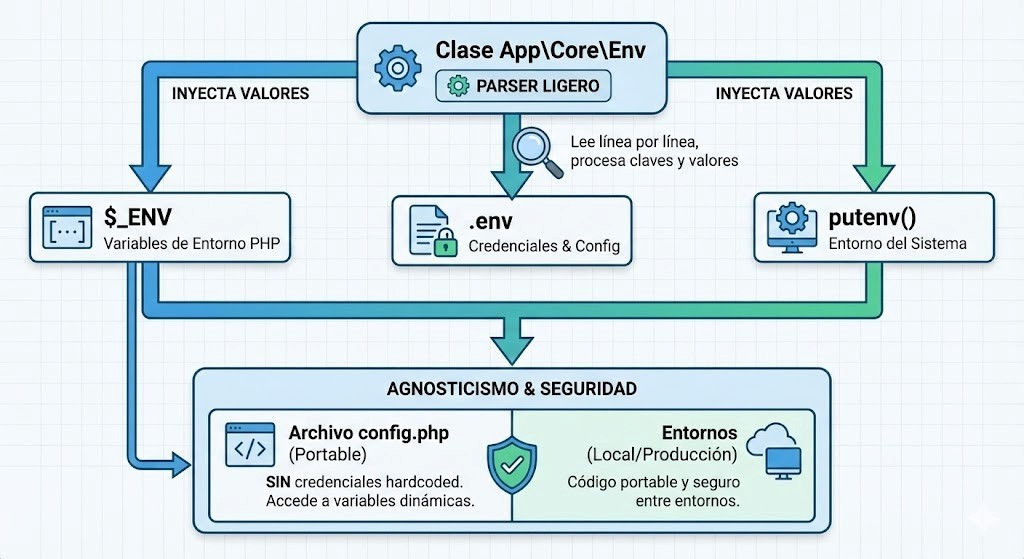 Clase App\Core\Env
PARSER LIGERO
INYECTA VALORES
INYECTA VALORES
Lee línea por línea,
procesa claves y valores
$_ENV
Variables de Entorno PHP
[...]
.env
Credenciales & Config
putenv()
Entorno del Sistema
AGNOSTICISMO & SEGURIDAD
</>
Archivo config.php
(Portable)
SIN credenciales hardcoded.
Accede a variables dinámicas.
Entornos
(Local/Producción)
Código portable y seguro
entre entornos.